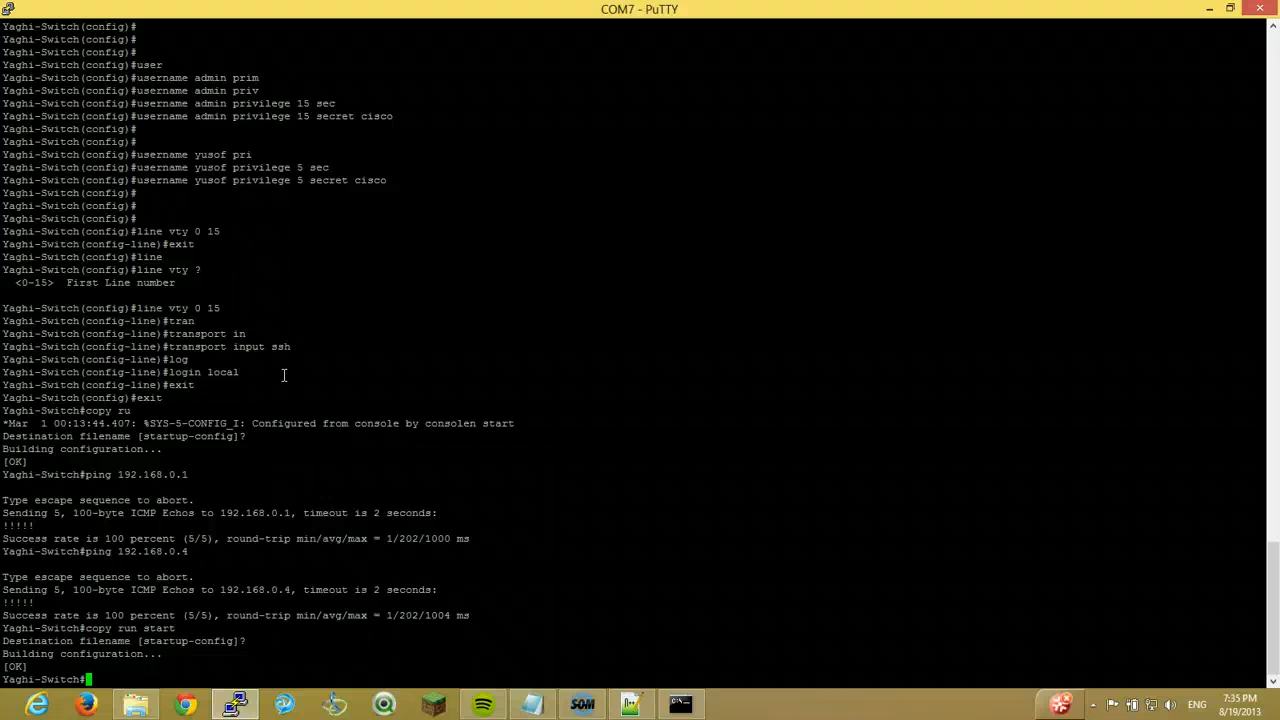 COM7 - PuTTY
Yaghi-Switch(config)#
Yaghi-Switch(config)#
Yaghi-Switch(config)#
Yaghi-Switch(config)#user
Yaghi-Switch(config)#username admin prim
Yaghi-Switch(config)#username admin priv
Yaghi-Switch(config)#username admin privilege 15 sec
Yaghi-Switch(config)#username admin privilege 15 secret cisco
Yaghi-Switch(config)#
Yaghi-Switch(config)#
Yaghi-Switch(config)#username yusof pri
Yaghi-Switch(config)#username yusof privilege 5 sec
Yaghi-Switch(config)#username yusof privilege 5 secret cisco
Yaghi-Switch(config)#
Yaghi-Switch(config)#
Yaghi-Switch(config)#
Yaghi-Switch(config)#line vty 0 15
Yaghi-Switch(config-line)#exit
Yaghi-Switch(config)#line
Yaghi-Switch(config)#line vty ?
<0-15> First Line number
Yaghi-Switch(config)#line vty 0 15
Yaghi-Switch(config-line)#tran
Yaghi-Switch(config-line)#transport in
Yaghi-Switch(config-line)#transport input ssh
Yaghi-Switch(config-line)#log
Yaghi-Switch(config-line)#login local
Yaghi-Switch(config-line)#exit
Yaghi-Switch(config)#exit
Yaghi-Switch#copy ru
*Mar 1 00:13:44.407: %SYS-5-CONFIG_I: Configured from console by consolen start
Destination filename [startup-config]?
Building configuration...
[OK]
Yaghi-Switch#ping 192.168.0.1
Type escape sequence to abort.
Sending 5, 100-byte ICMP Echos to 192.168.0.1, timeout is 2 seconds:
!!!!!
Success rate is 100 percent (5/5), round-trip min/avg/max = 1/202/1000 ms
Yaghi-Switch#ping 192.168.0.4
Type escape sequence to abort.
Sending 5, 100-byte ICMP Echos to 192.168.0.4, timeout is 2 seconds:
!!!!!
Success rate is 100 percent (5/5), round-trip min/avg/max = 1/202/1004 ms
Yaghi-Switch#copy run start
Destination filename [startup-config]?
Building configuration...
[OK]
Yaghi-Switch#
SOM
ENG
7:35 PM
8/19/2013